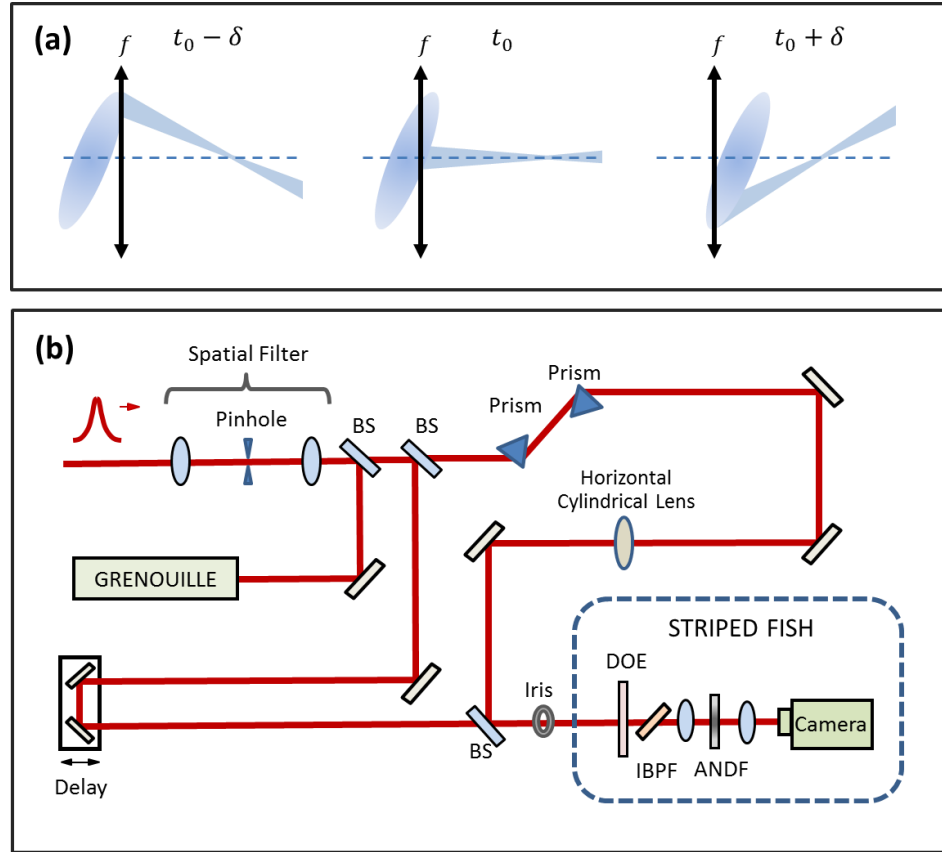 (a)
f t₀ − δ
f t₀
f t₀ + δ
(b)
Spatial Filter
Pinhole
BS
BS
Prism
Prism
Horizontal
Cylindrical Lens
GRENOUILLE
STRIPED FISH
DOE
Iris
Camera
BS
IBPF
ANDF
Delay